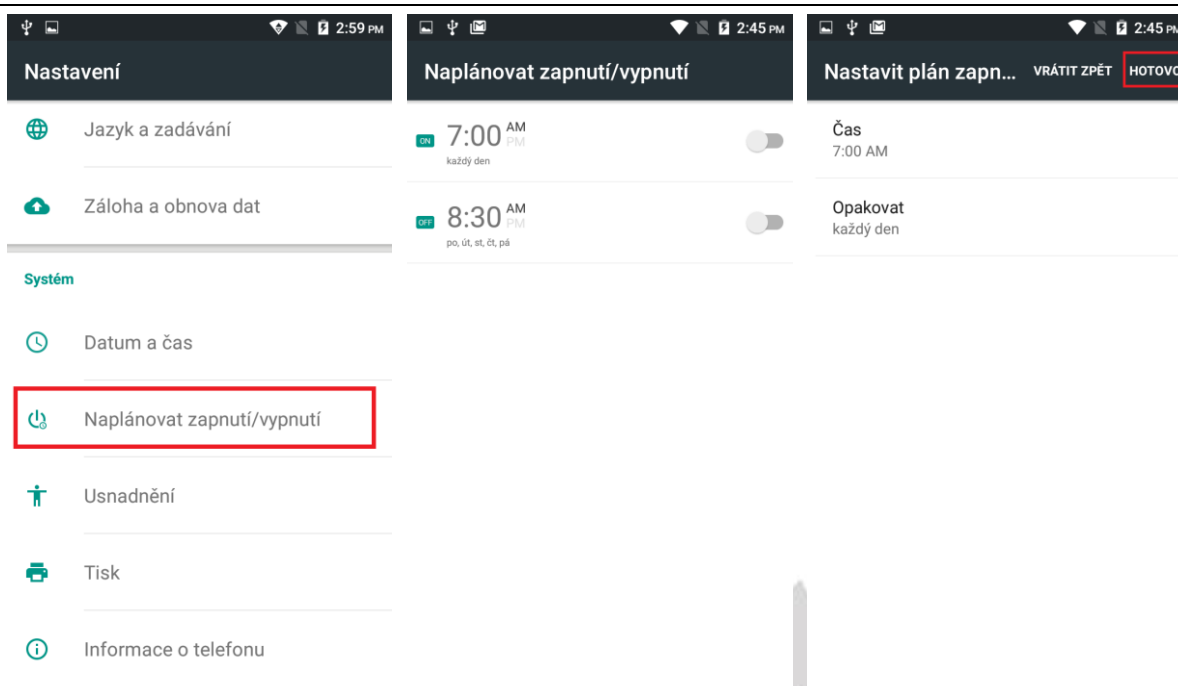 2:59 PM
Nastavení
Jazyk a zadávání
Záloha a obnova dat
Systém
Datum a čas
Naplánovat zapnutí/vypnutí
Usnadnění
Tisk
Informace o telefonu
2:45 PM
Naplánovat zapnutí/vypnutí
ON 7:00 AM PM
každý den
OFF 8:30 AM PM
po, út, st, čt, pá
2:45 PM
Nastavit plán zapn... VRÁTIT ZPĚT HOTOVO
Čas
7:00 AM
Opakovat
každý den